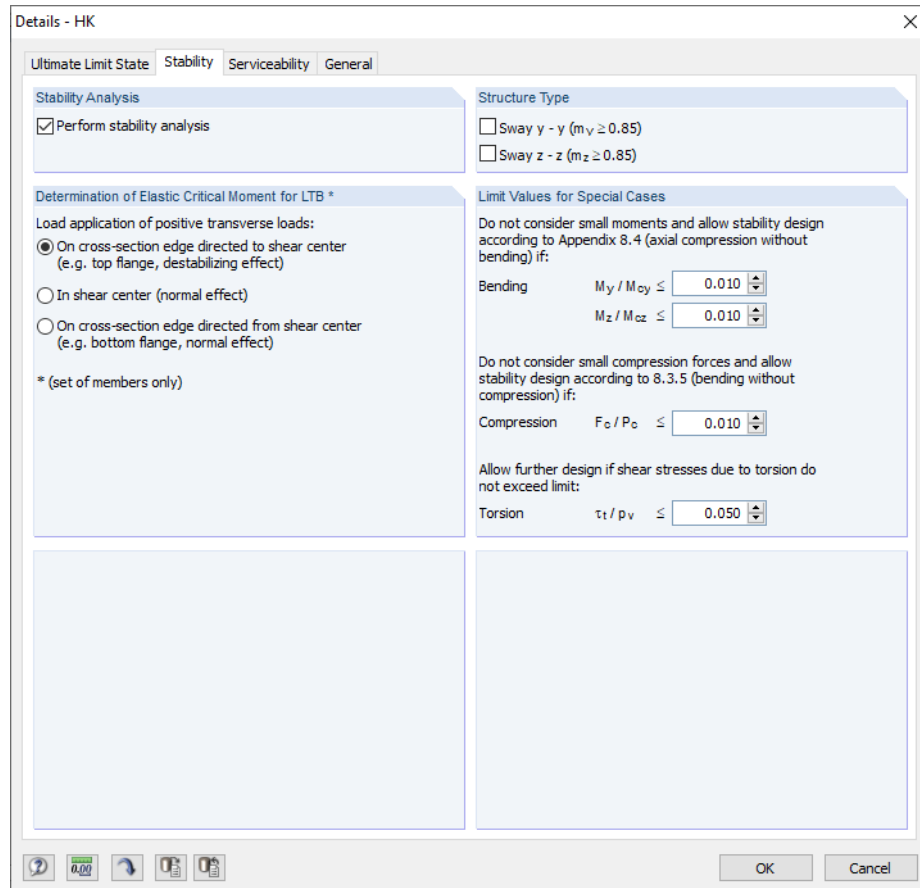 Details - HK
Ultimate Limit State Stability Serviceability General
Stability Analysis
Perform stability analysis
Structure Type
Sway y - y (my ≥ 0.85)
Sway z - z (mz ≥ 0.85)
Determination of Elastic Critical Moment for LTB *
Load application of positive transverse loads:
On cross-section edge directed to shear center
(e.g. top flange, destabilizing effect)
In shear center (normal effect)
On cross-section edge directed from shear center
(e.g. bottom flange, normal effect)
* (set of members only)
Limit Values for Special Cases
Do not consider small moments and allow stability design
according to Appendix 8.4 (axial compression without
bending) if:
Bending My / Mcy ≤ 0.010
Mz / Mcz ≤ 0.010
Do not consider small compression forces and allow
stability design according to 8.3.5 (bending without
compression) if:
Compression Fc / Pc ≤ 0.010
Allow further design if shear stresses due to torsion do
not exceed limit:
Torsion τt / pv ≤ 0.050
0.00
OK Cancel